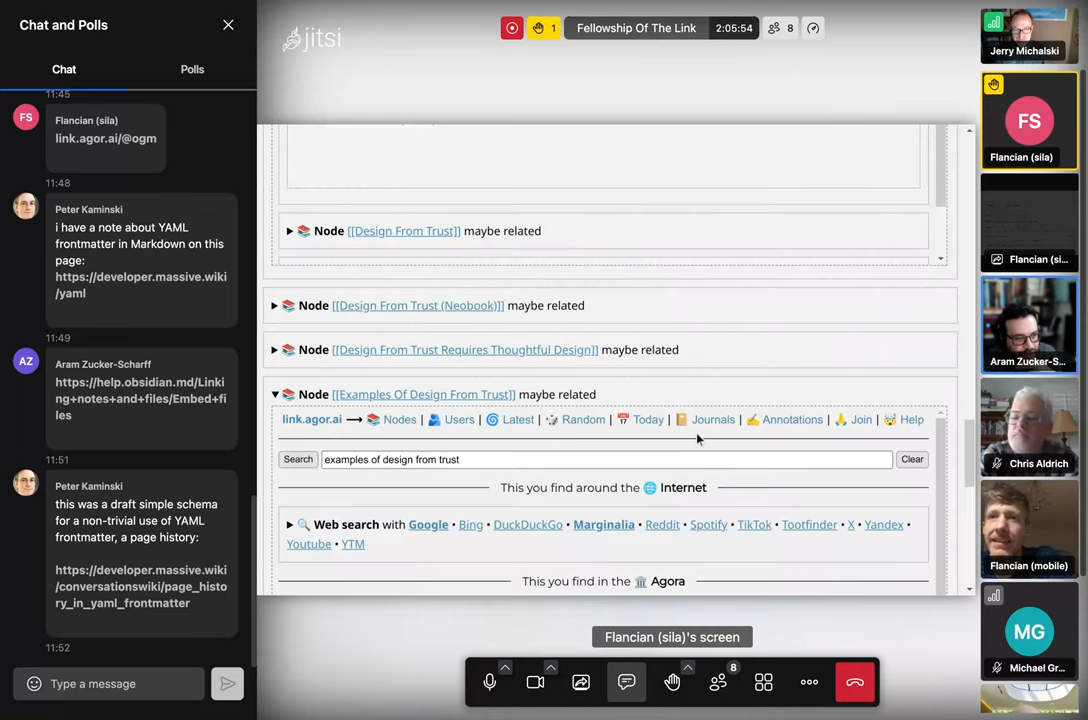 Chat and Polls
Chat
Polls
11:45
FS
Flancian (sila)
link.agor.ai/@ogm
11:48
Peter Kaminski
i have a note about YAML
frontmatter in Markdown on this
page:
https://developer.massive.wiki
/yaml
11:49
AZ
Aram Zucker-Scharff
https://help.obsidian.md/Linki
ng+notes+and+files/Embed+fi
les
11:51
Peter Kaminski
this was a draft simple schema
for a non-trivial use of YAML
frontmatter, a page history:
https://developer.massive.wiki
/conversationswiki/page_histo
ry_in_yaml_frontmatter
11:52
Type a message
jitsi
1
Fellowship Of The Link
2:05:54
8
Node [[Design From Trust]] maybe related
Node [[Design From Trust (Neobook)]] maybe related
Node [[Design From Trust Requires Thoughtful Design]] maybe related
Node [[Examples Of Design From Trust]] maybe related
link.agor.ai ⟶ Nodes | Users | Latest | Random | Today | Journals | Annotations | Join | Help
Search examples of design from trust Clear
This you find around the Internet
Web search with Google • Bing • DuckDuckGo • Marginalia • Reddit • Spotify • TikTok • Tootfinder • X • Yandex •
Youtube • YTM
This you find in the Agora
Flancian (sila)'s screen
8
Jerry Michalski
FS
Flancian (sila)
Flancian (si...
Aram Zucker-S...
Chris Aldrich
Flancian (mobile)
MG
Michael Gr...